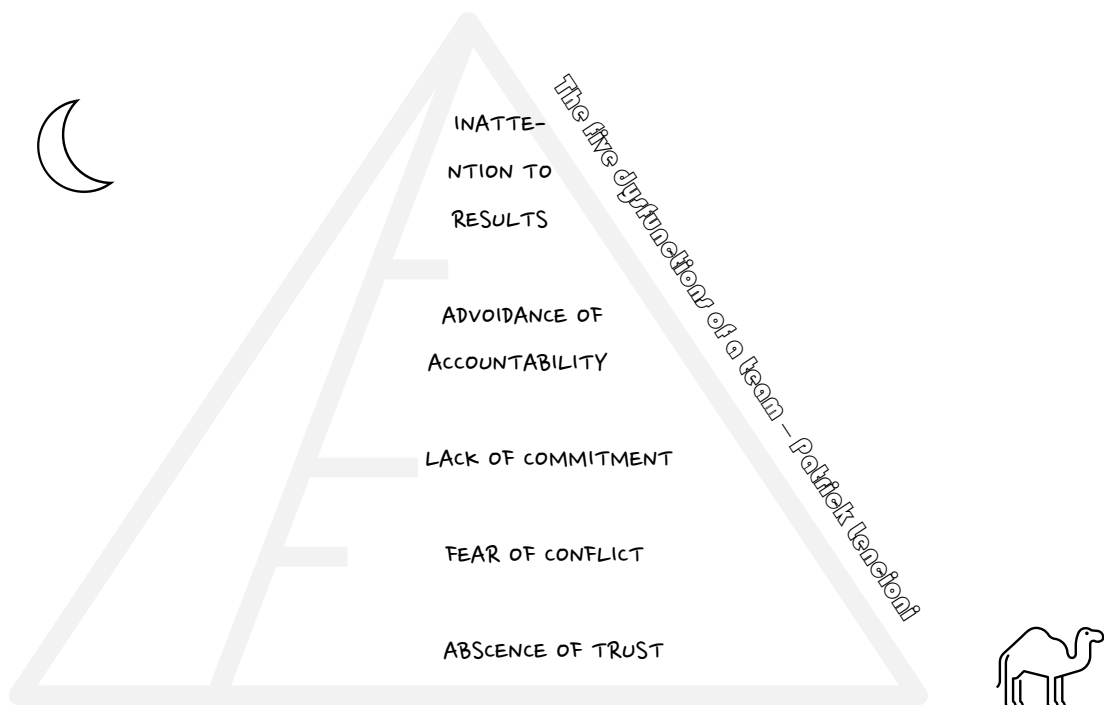 INATTE-
NTION TO
RESULTS
ADVOIDANCE OF
ACCOUNTABILITY
LACK OF COMMITMENT
FEAR OF CONFLICT
ABSCENCE OF TRUST
The five dysfunctions of a team – Patrick Lencioni